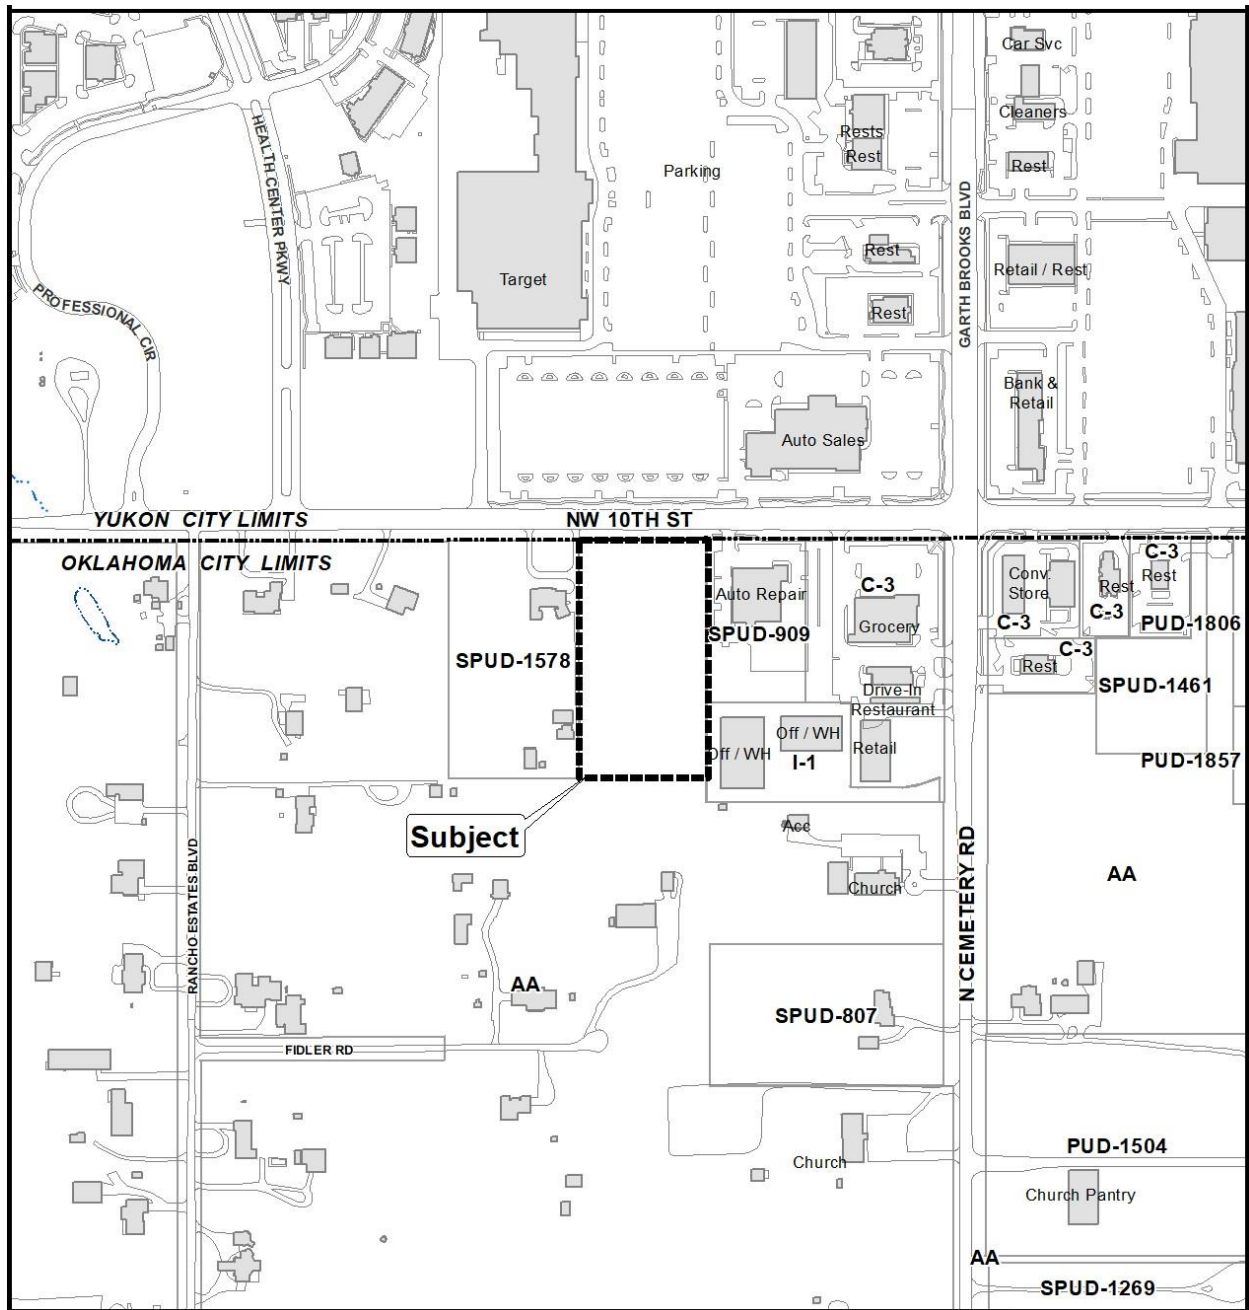 Car Svc
Cleaners
Rests
Rest
Rest
HEALTH CENTER PKWY
Parking
GARTH BROOKS BLVD
Rest
Retail / Rest
Target
PROFESSIONAL CIR
Rest
Bank &
Retail
Auto Sales
YUKON CITY LIMITS
NW 10TH ST
OKLAHOMA CITY LIMITS
C-3
Conv.
Store
Rest
Rest
C-3
C-3
Auto Repair
C-3
Grocery
PUD-1806
SPUD-909
SPUD-1578
C-3
Rest
SPUD-1461
Drive-In
Restaurant
Off / WH
Off / WH
Retail
I-1
PUD-1857
Subject
Acc
Church
RANCHO ESTATES BLVD
N CEMETERY RD
AA
AA
SPUD-807
FIDLER RD
PUD-1504
Church
Church Pantry
AA
SPUD-1269